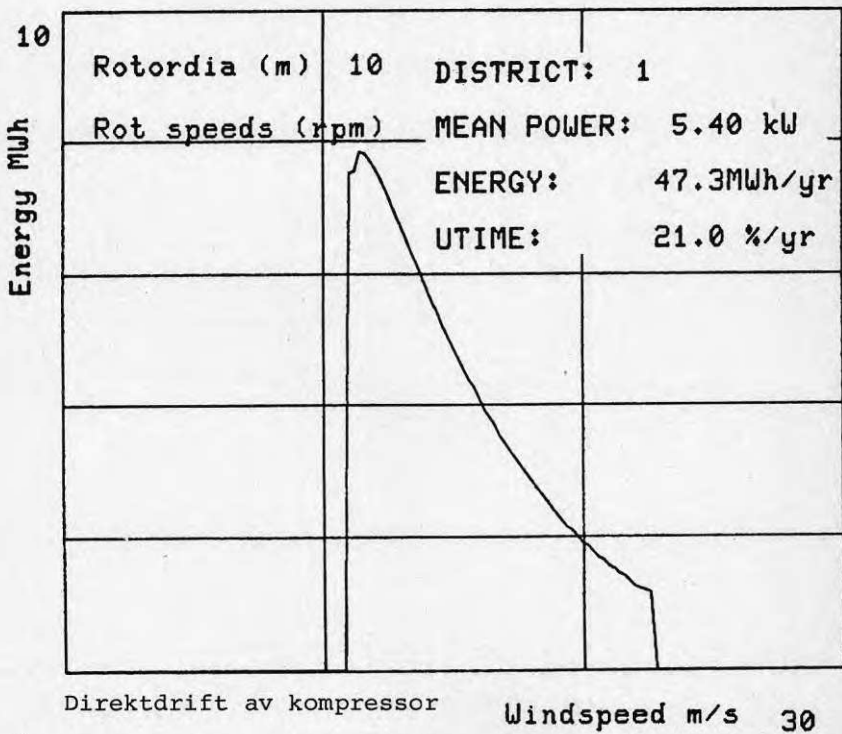 10
Energy MWh
Rotordia (m) 10
Rot speeds (rpm)
DISTRICT: 1
MEAN POWER: 5.40 kW
ENERGY: 47.3MWh/yr
UTIME: 21.0 %/yr
Direktdrift av kompressor
Windspeed m/s 30